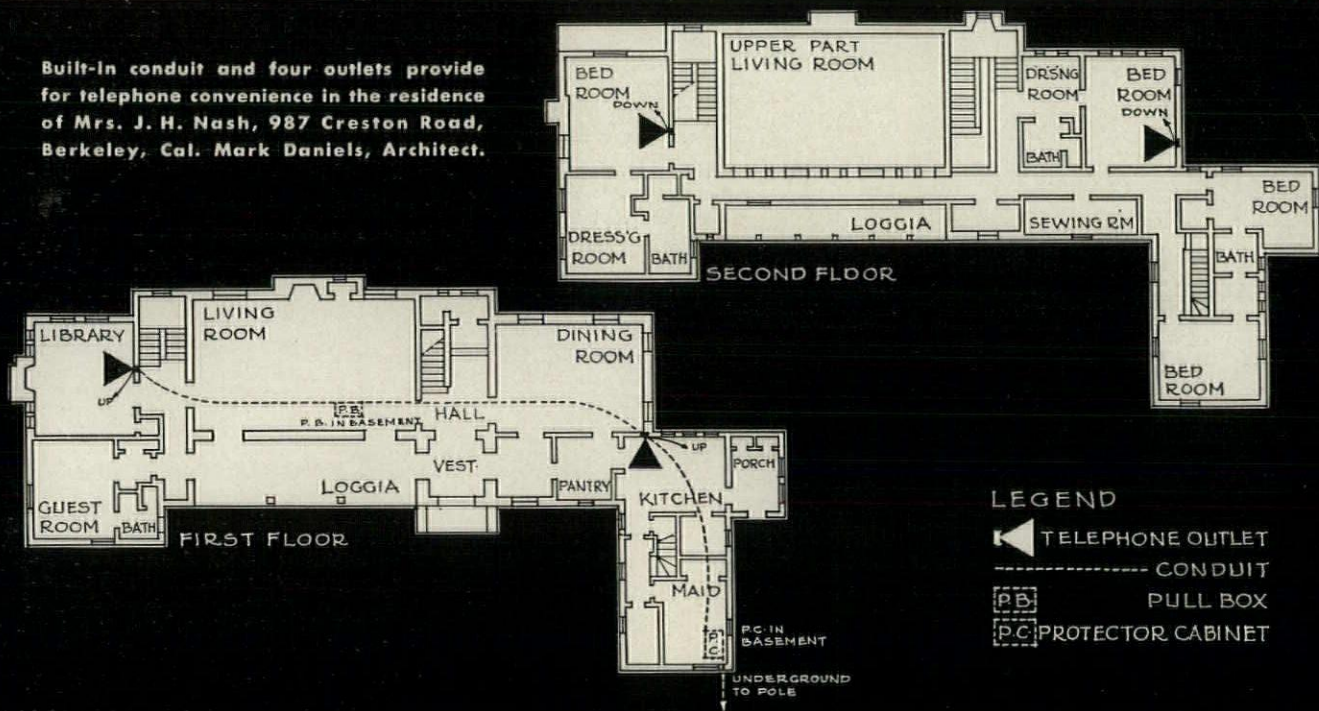 Built-In conduit and four outlets provide
for telephone convenience in the residence
of Mrs. J. H. Nash, 987 Creston Road,
Berkeley, Cal. Mark Daniels, Architect.
BED
ROOM
DOWN
UPPER PART
LIVING ROOM
DR'SNG
ROOM
BATH
BED
ROOM
DOWN
BED
ROOM
DRESS'G
ROOM
BATH
LOGGIA
SEWING R'M
BATH
BED
ROOM
SECOND FLOOR
LIBRARY
UP
LIVING
ROOM
DINING
ROOM
P.B.
P.B. IN BASEMENT
HALL
UP
VEST.
LOGGIA
PANTRY
KITCHEN
PORCH
GUEST
ROOM
BATH
MAID
P.C.
P.C. IN
BASEMENT
UNDERGROUND
TO POLE
FIRST FLOOR
LEGEND
TELEPHONE OUTLET
CONDUIT
P.B. PULL BOX
P.C. PROTECTOR CABINET